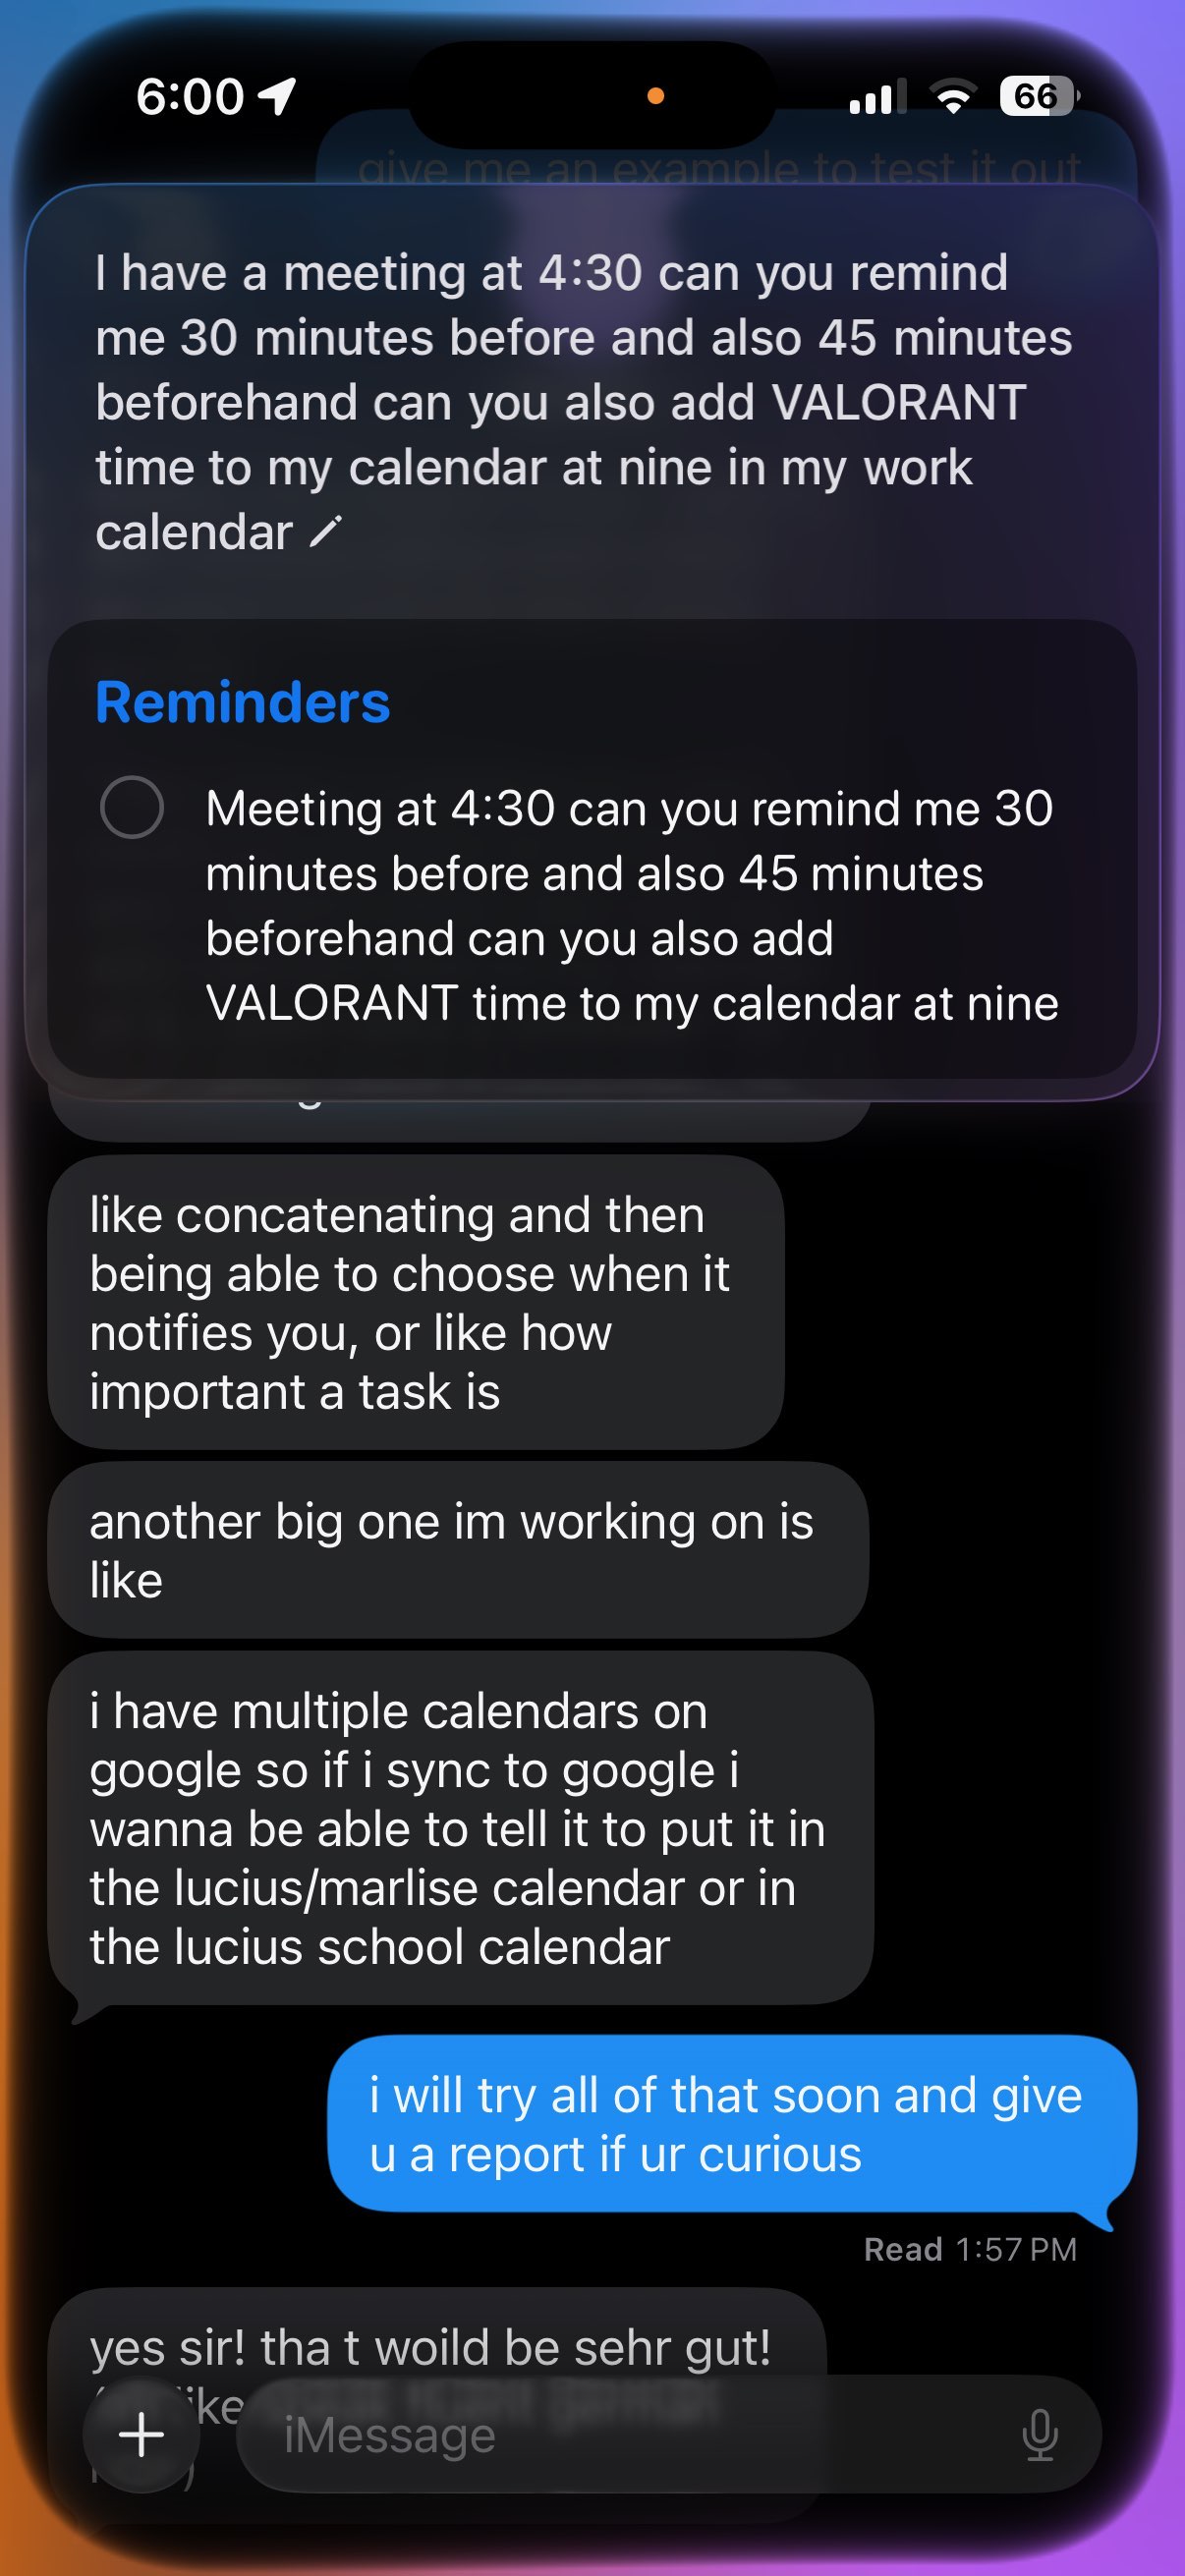 6:00
66
give me an example to test it out
I have a meeting at 4:30 can you remind
me 30 minutes before and also 45 minutes
beforehand can you also add VALORANT
time to my calendar at nine in my work
calendar
Reminders
Meeting at 4:30 can you remind me 30
minutes before and also 45 minutes
beforehand can you also add
VALORANT time to my calendar at nine
like concatenating and then
being able to choose when it
notifies you, or like how
important a task is
another big one im working on is
like
i have multiple calendars on
google so if i sync to google i
wanna be able to tell it to put it in
the lucius/marlise calendar or in
the lucius school calendar
i will try all of that soon and give
u a report if ur curious
Read 1:57 PM
yes sir! tha t woild be sehr gut!
iMessage